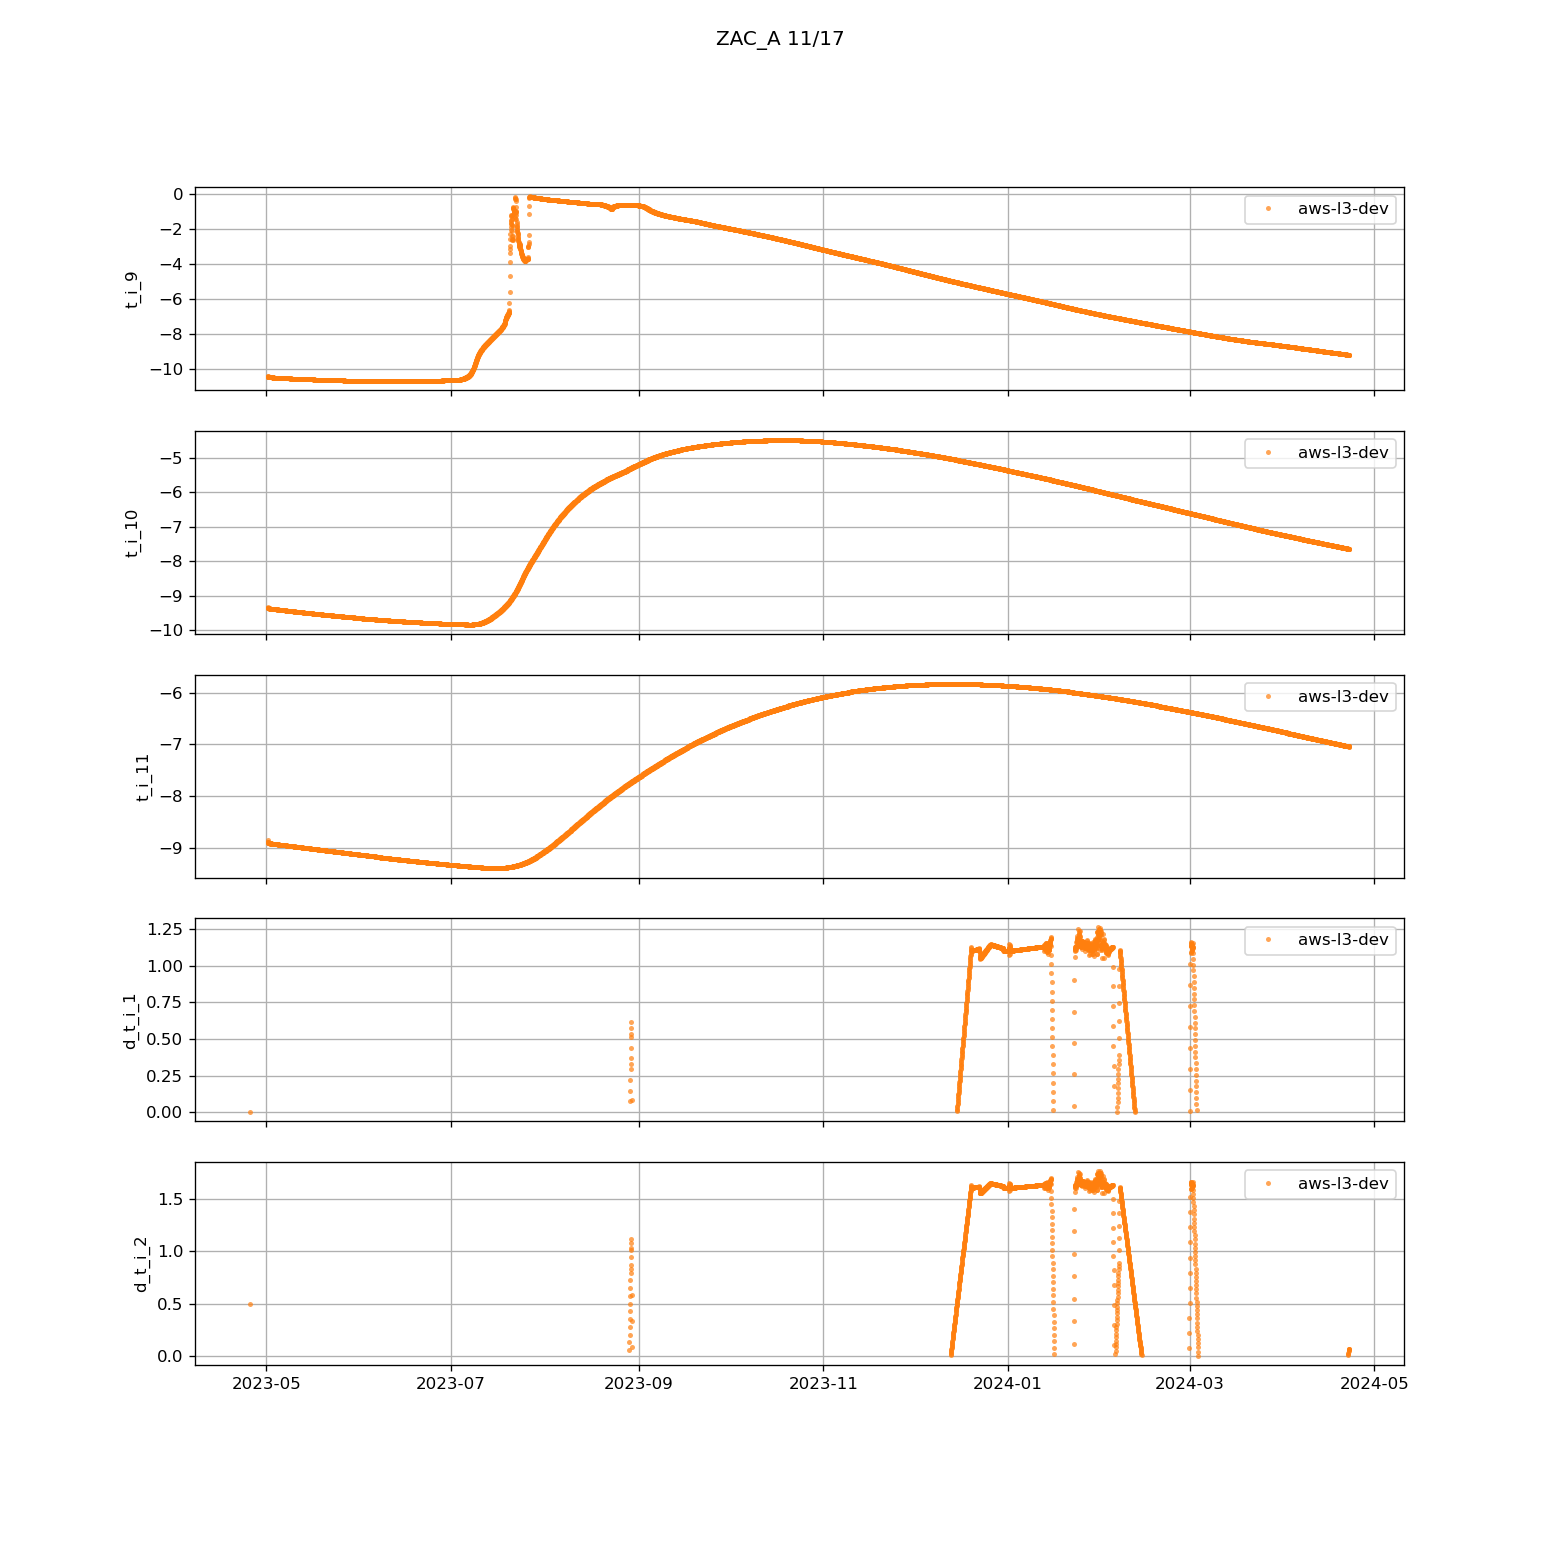 ZAC_A 11/17
0
−2
−4
−6
−8
−10
t_i_9
aws-l3-dev
−5
−6
−7
−8
−9
−10
t_i_10
aws-l3-dev
−6
−7
−8
−9
t_i_11
aws-l3-dev
1.25
1.00
0.75
0.50
0.25
0.00
d_t_i_1
aws-l3-dev
1.5
1.0
0.5
0.0
d_t_i_2
aws-l3-dev
2023-05 2023-07 2023-09 2023-11 2024-01 2024-03 2024-05